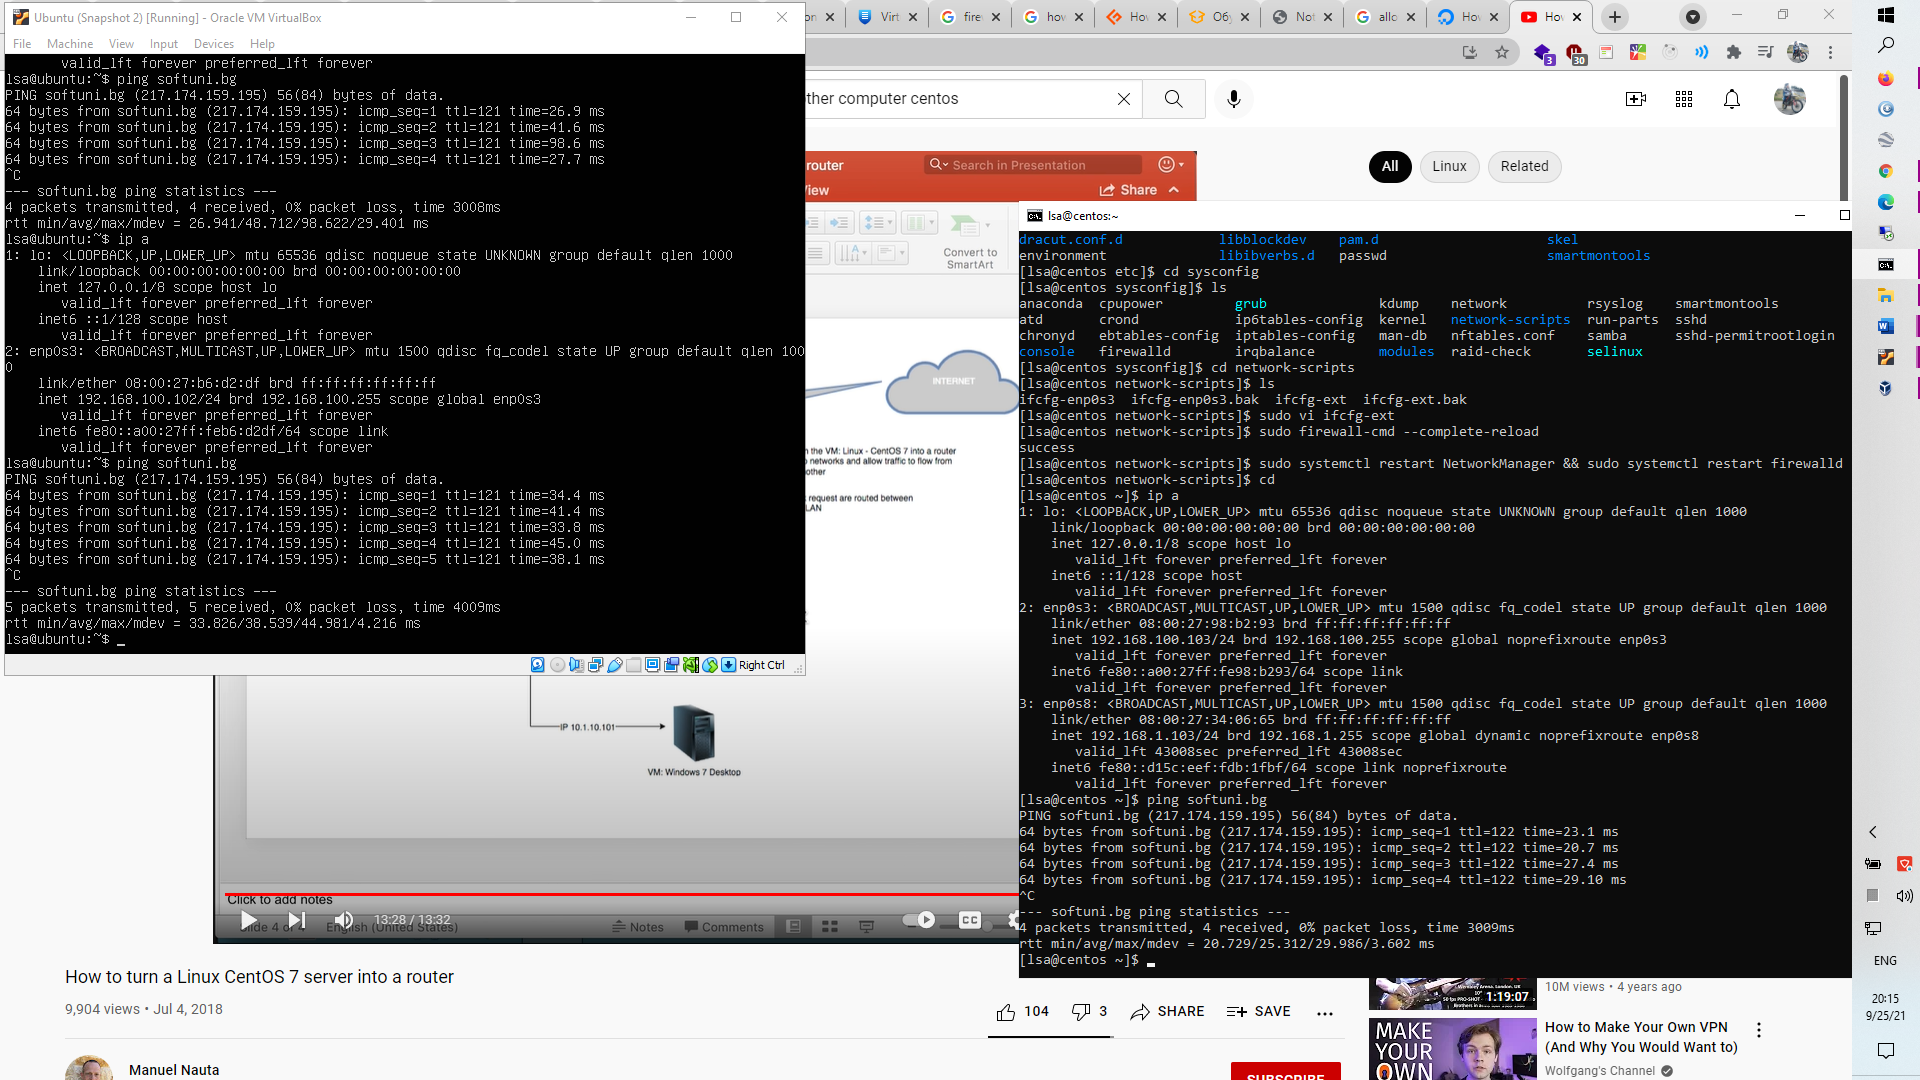 Ubuntu (Snapshot 2) [Running] - Oracle VM VirtualBox
File Machine View Input Devices Help
valid_lft forever preferred_lft forever
lsa@ubuntu:~$ ping softuni.bg
PING softuni.bg (217.174.159.195) 56(84) bytes of data.
64 bytes from softuni.bg (217.174.159.195): icmp_seq=1 ttl=121 time=26.9 ms
64 bytes from softuni.bg (217.174.159.195): icmp_seq=2 ttl=121 time=41.6 ms
64 bytes from softuni.bg (217.174.159.195): icmp_seq=3 ttl=121 time=98.6 ms
64 bytes from softuni.bg (217.174.159.195): icmp_seq=4 ttl=121 time=27.7 ms
^C
--- softuni.bg ping statistics ---
4 packets transmitted, 4 received, 0% packet loss, time 3008ms
rtt min/avg/max/mdev = 26.941/48.712/98.622/29.401 ms
lsa@ubuntu:~$ ip a
1: lo: <LOOPBACK,UP,LOWER_UP> mtu 65536 qdisc noqueue state UNKNOWN group default qlen 1000
link/loopback 00:00:00:00:00:00 brd 00:00:00:00:00:00
inet 127.0.0.1/8 scope host lo
valid_lft forever preferred_lft forever
inet6 ::1/128 scope host
valid_lft forever preferred_lft forever
2: enp0s3: <BROADCAST,MULTICAST,UP,LOWER_UP> mtu 1500 qdisc fq_codel state UP group default qlen 100
0
link/ether 08:00:27:b6:d2:df brd ff:ff:ff:ff:ff:ff
inet 192.168.100.102/24 brd 192.168.100.255 scope global enp0s3
valid_lft forever preferred_lft forever
inet6 fe80::a00:27ff:feb6:d2df/64 scope link
valid_lft forever preferred_lft forever
lsa@ubuntu:~$ ping softuni.bg
PING softuni.bg (217.174.159.195) 56(84) bytes of data.
64 bytes from softuni.bg (217.174.159.195): icmp_seq=1 ttl=121 time=34.4 ms
64 bytes from softuni.bg (217.174.159.195): icmp_seq=2 ttl=121 time=41.4 ms
64 bytes from softuni.bg (217.174.159.195): icmp_seq=3 ttl=121 time=33.8 ms
64 bytes from softuni.bg (217.174.159.195): icmp_seq=4 ttl=121 time=45.0 ms
64 bytes from softuni.bg (217.174.159.195): icmp_seq=5 ttl=121 time=38.1 ms
^C
--- softuni.bg ping statistics ---
5 packets transmitted, 5 received, 0% packet loss, time 4009ms
rtt min/avg/max/mdev = 33.826/38.539/44.981/4.216 ms
lsa@ubuntu:~$ _
Right Ctrl
on Virt fire how Hov Обу Not allo Hov Hov
3 30
ther computer centos
router
Search in Presentation
View
Share
Convert to
SmartArt
All Linux Related
INTERNET
n the VM: Linux - CentOS 7 into a router
o networks and allow traffic to flow from
other
request are routed between
LAN
IP 10.1.10.101
VM: Windows 7 Desktop
Click to add notes
13:28 / 13:32
CC
Slide 4 of 4 English (United States) Notes Comments
lsa@centos:~
dracut.conf.d libblockdev pam.d skel
environment libibverbs.d passwd smartmontools
[lsa@centos etc]$ cd sysconfig
[lsa@centos sysconfig]$ ls
anaconda cpupower grub kdump network rsyslog smartmontools
atd crond ip6tables-config kernel network-scripts run-parts sshd
chronyd ebtables-config iptables-config man-db nftables.conf samba sshd-permitrootlogin
console firewalld irqbalance modules raid-check selinux
[lsa@centos sysconfig]$ cd network-scripts
[lsa@centos network-scripts]$ ls
ifcfg-enp0s3 ifcfg-enp0s3.bak ifcfg-ext ifcfg-ext.bak
[lsa@centos network-scripts]$ sudo vi ifcfg-ext
[lsa@centos network-scripts]$ sudo firewall-cmd --complete-reload
success
[lsa@centos network-scripts]$ sudo systemctl restart NetworkManager && sudo systemctl restart firewalld
[lsa@centos network-scripts]$ cd
[lsa@centos ~]$ ip a
1: lo: <LOOPBACK,UP,LOWER_UP> mtu 65536 qdisc noqueue state UNKNOWN group default qlen 1000
link/loopback 00:00:00:00:00:00 brd 00:00:00:00:00:00
inet 127.0.0.1/8 scope host lo
valid_lft forever preferred_lft forever
inet6 ::1/128 scope host
valid_lft forever preferred_lft forever
2: enp0s3: <BROADCAST,MULTICAST,UP,LOWER_UP> mtu 1500 qdisc fq_codel state UP group default qlen 1000
link/ether 08:00:27:98:b2:93 brd ff:ff:ff:ff:ff:ff
inet 192.168.100.103/24 brd 192.168.100.255 scope global noprefixroute enp0s3
valid_lft forever preferred_lft forever
inet6 fe80::a00:27ff:fe98:b293/64 scope link
valid_lft forever preferred_lft forever
3: enp0s8: <BROADCAST,MULTICAST,UP,LOWER_UP> mtu 1500 qdisc fq_codel state UP group default qlen 1000
link/ether 08:00:27:34:06:65 brd ff:ff:ff:ff:ff:ff
inet 192.168.1.103/24 brd 192.168.1.255 scope global dynamic noprefixroute enp0s8
valid_lft 43008sec preferred_lft 43008sec
inet6 fe80::d15c:eef:fdb:1fbf/64 scope link noprefixroute
valid_lft forever preferred_lft forever
[lsa@centos ~]$ ping softuni.bg
PING softuni.bg (217.174.159.195) 56(84) bytes of data.
64 bytes from softuni.bg (217.174.159.195): icmp_seq=1 ttl=122 time=23.1 ms
64 bytes from softuni.bg (217.174.159.195): icmp_seq=2 ttl=122 time=20.7 ms
64 bytes from softuni.bg (217.174.159.195): icmp_seq=3 ttl=122 time=27.4 ms
64 bytes from softuni.bg (217.174.159.195): icmp_seq=4 ttl=122 time=29.10 ms
^C
--- softuni.bg ping statistics ---
4 packets transmitted, 4 received, 0% packet loss, time 3009ms
rtt min/avg/max/mdev = 20.729/25.312/29.986/3.602 ms
[lsa@centos ~]$
How to turn a Linux CentOS 7 server into a router
9,904 views • Jul 4, 2018
104 3 SHARE SAVE
Manuel Nauta
SUBSCRIBE
1:19:07
10M views • 4 years ago
MAKE
YOUR
OWN
How to Make Your Own VPN
(And Why You Would Want to)
Wolfgang's Channel
ENG
20:15
9/25/21